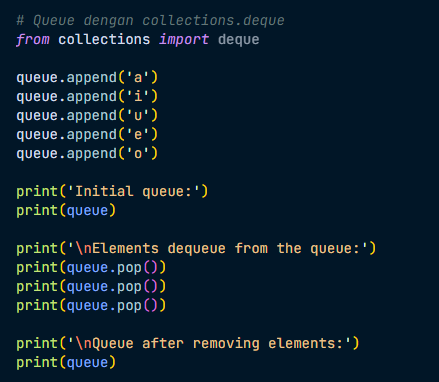 # Queue dengan collections.deque
from collections import deque
queue.append('a')
queue.append('i')
queue.append('u')
queue.append('e')
queue.append('o')
print('Initial queue:')
print(queue)
print('\nElements dequeue from the queue:')
print(queue.pop())
print(queue.pop())
print(queue.pop())
print('\nQueue after removing elements:')
print(queue)